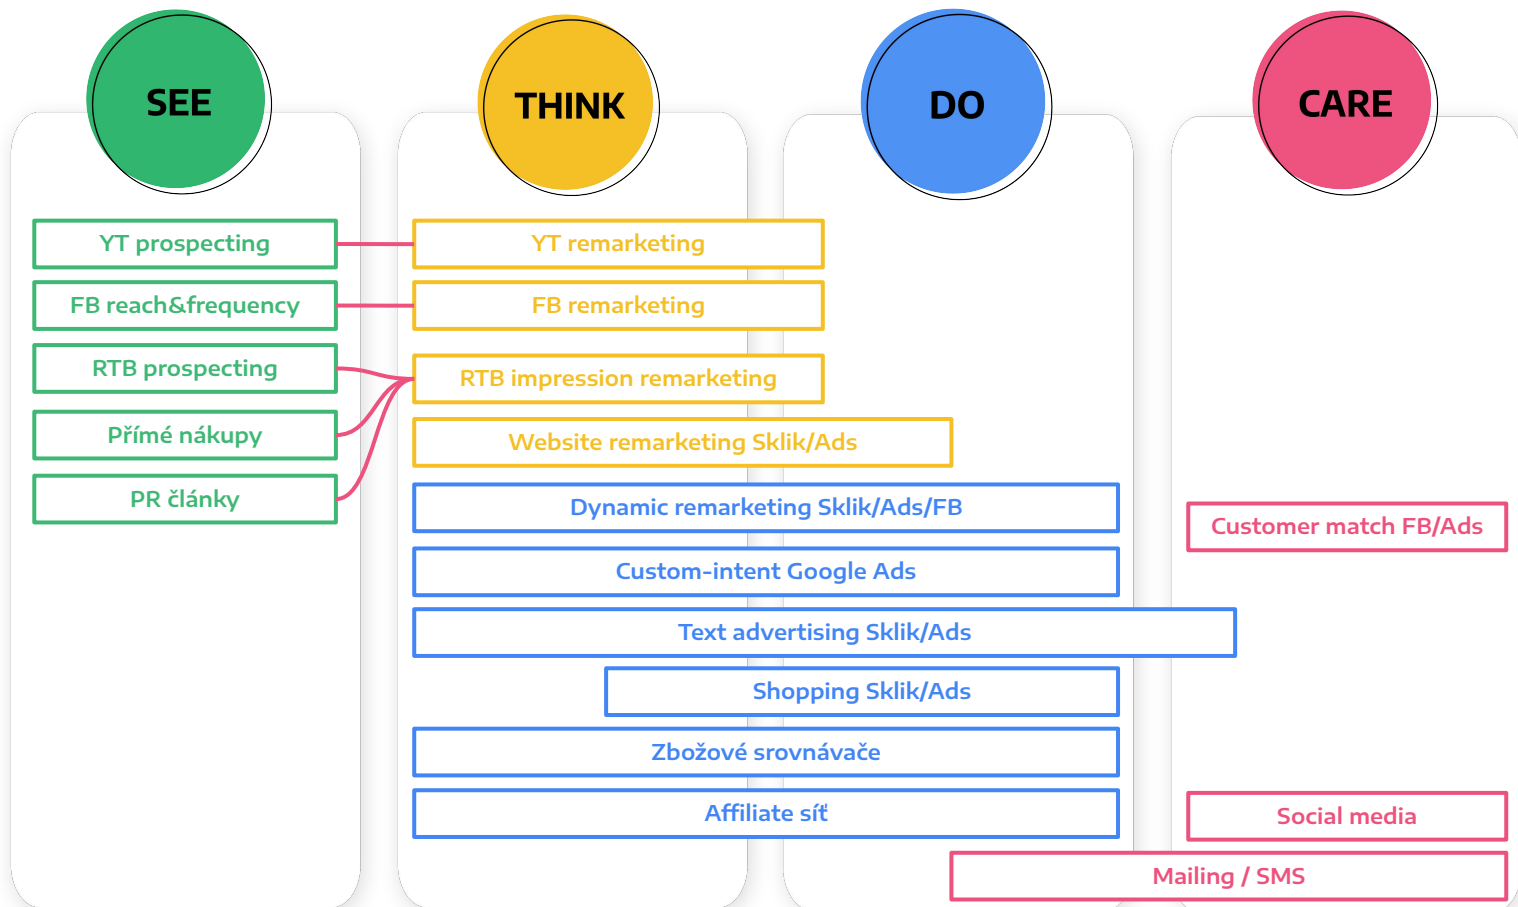 SEE
THINK
DO
CARE
YT prospecting
YT remarketing
FB reach&frequency
FB remarketing
RTB prospecting
RTB impression remarketing
Přímé nákupy
Website remarketing Sklik/Ads
PR články
Dynamic remarketing Sklik/Ads/FB
Customer match FB/Ads
Custom-intent Google Ads
Text advertising Sklik/Ads
Shopping Sklik/Ads
Zbožové srovnávače
Affiliate síť
Social media
Mailing / SMS